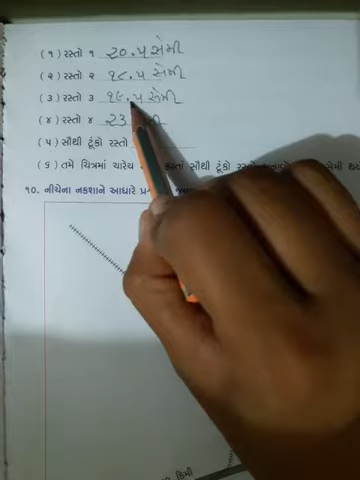 (૧) રસ્તો ૧ ૨૦.૫ સેમી
(૨) રસ્તો ૨ ૧૮.૫ સેમી
(૩) રસ્તો ૩ ૧૯.૫ સેમી
(૪) રસ્તો ૪ ૨૩
(૫) સૌથી ટૂંકો રસ્તો
(૬) તમે ચિત્રમાં ચારેય કરતાં સૌથી ટૂંકો
૧૦. નીચેના નકશાને આધારે
કિમી